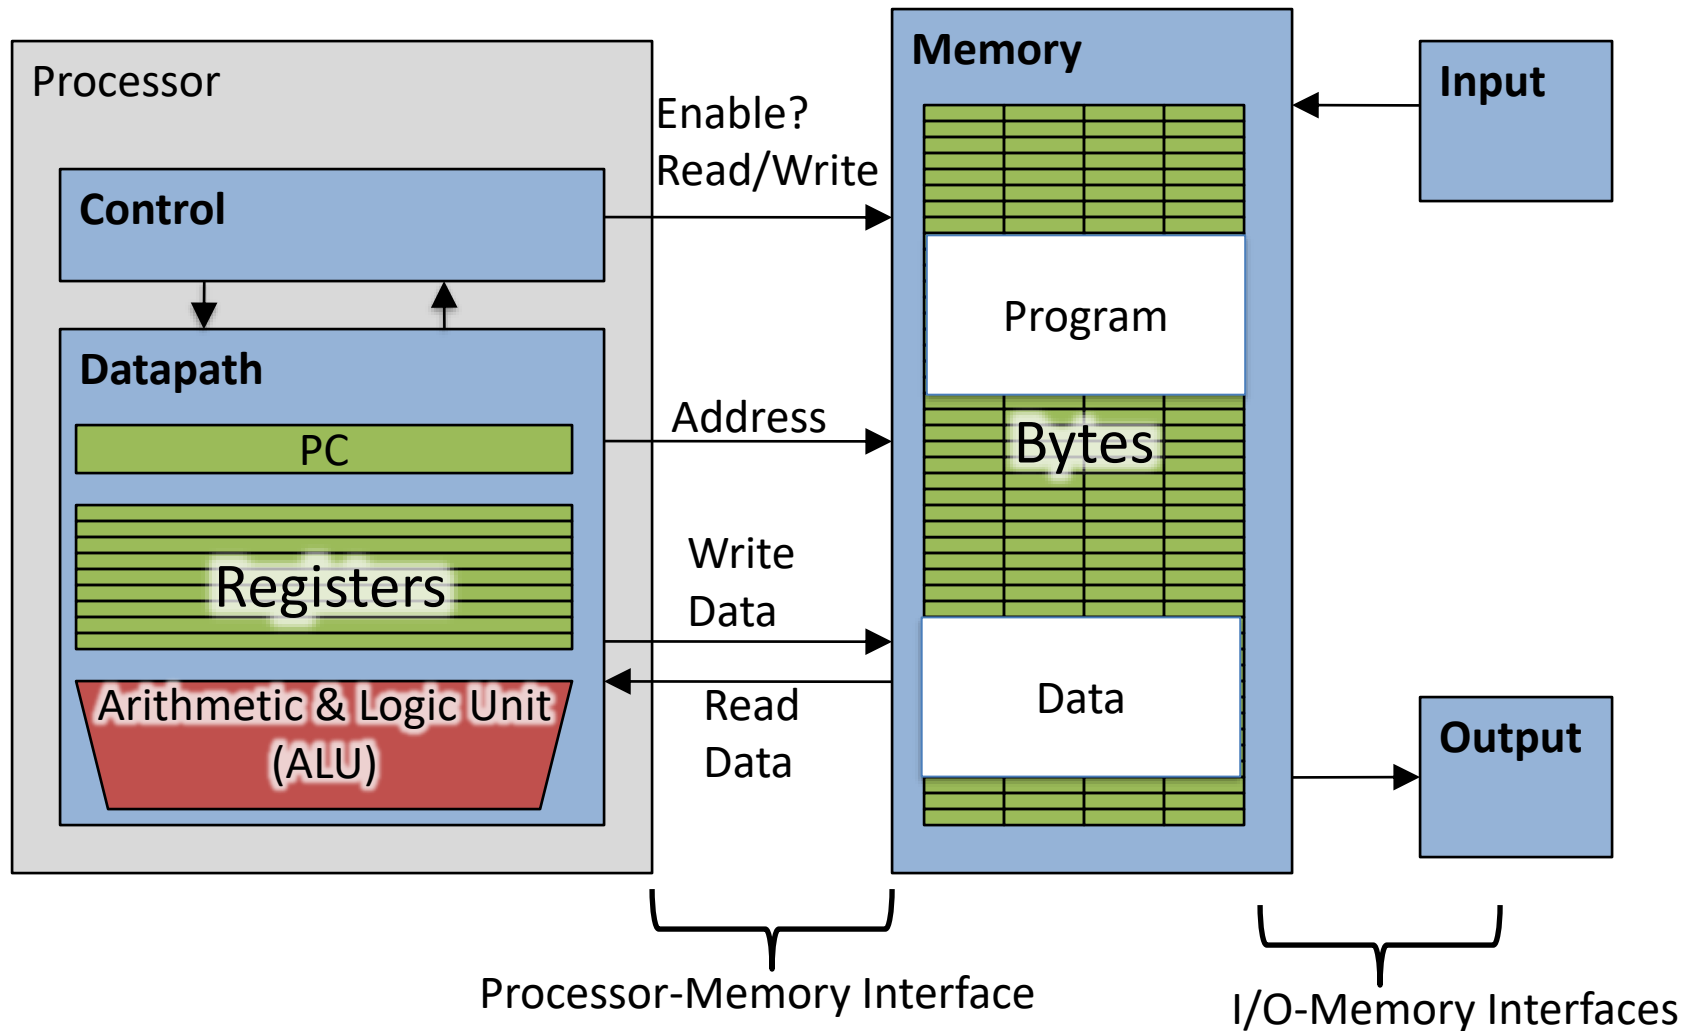 Processor
Control
Datapath
PC
Registers
Arithmetic & Logic Unit
(ALU)
Enable?
Read/Write
Address
Write
Data
Read
Data
Memory
Program
Bytes
Data
Input
Output
Processor-Memory Interface
I/O-Memory Interfaces